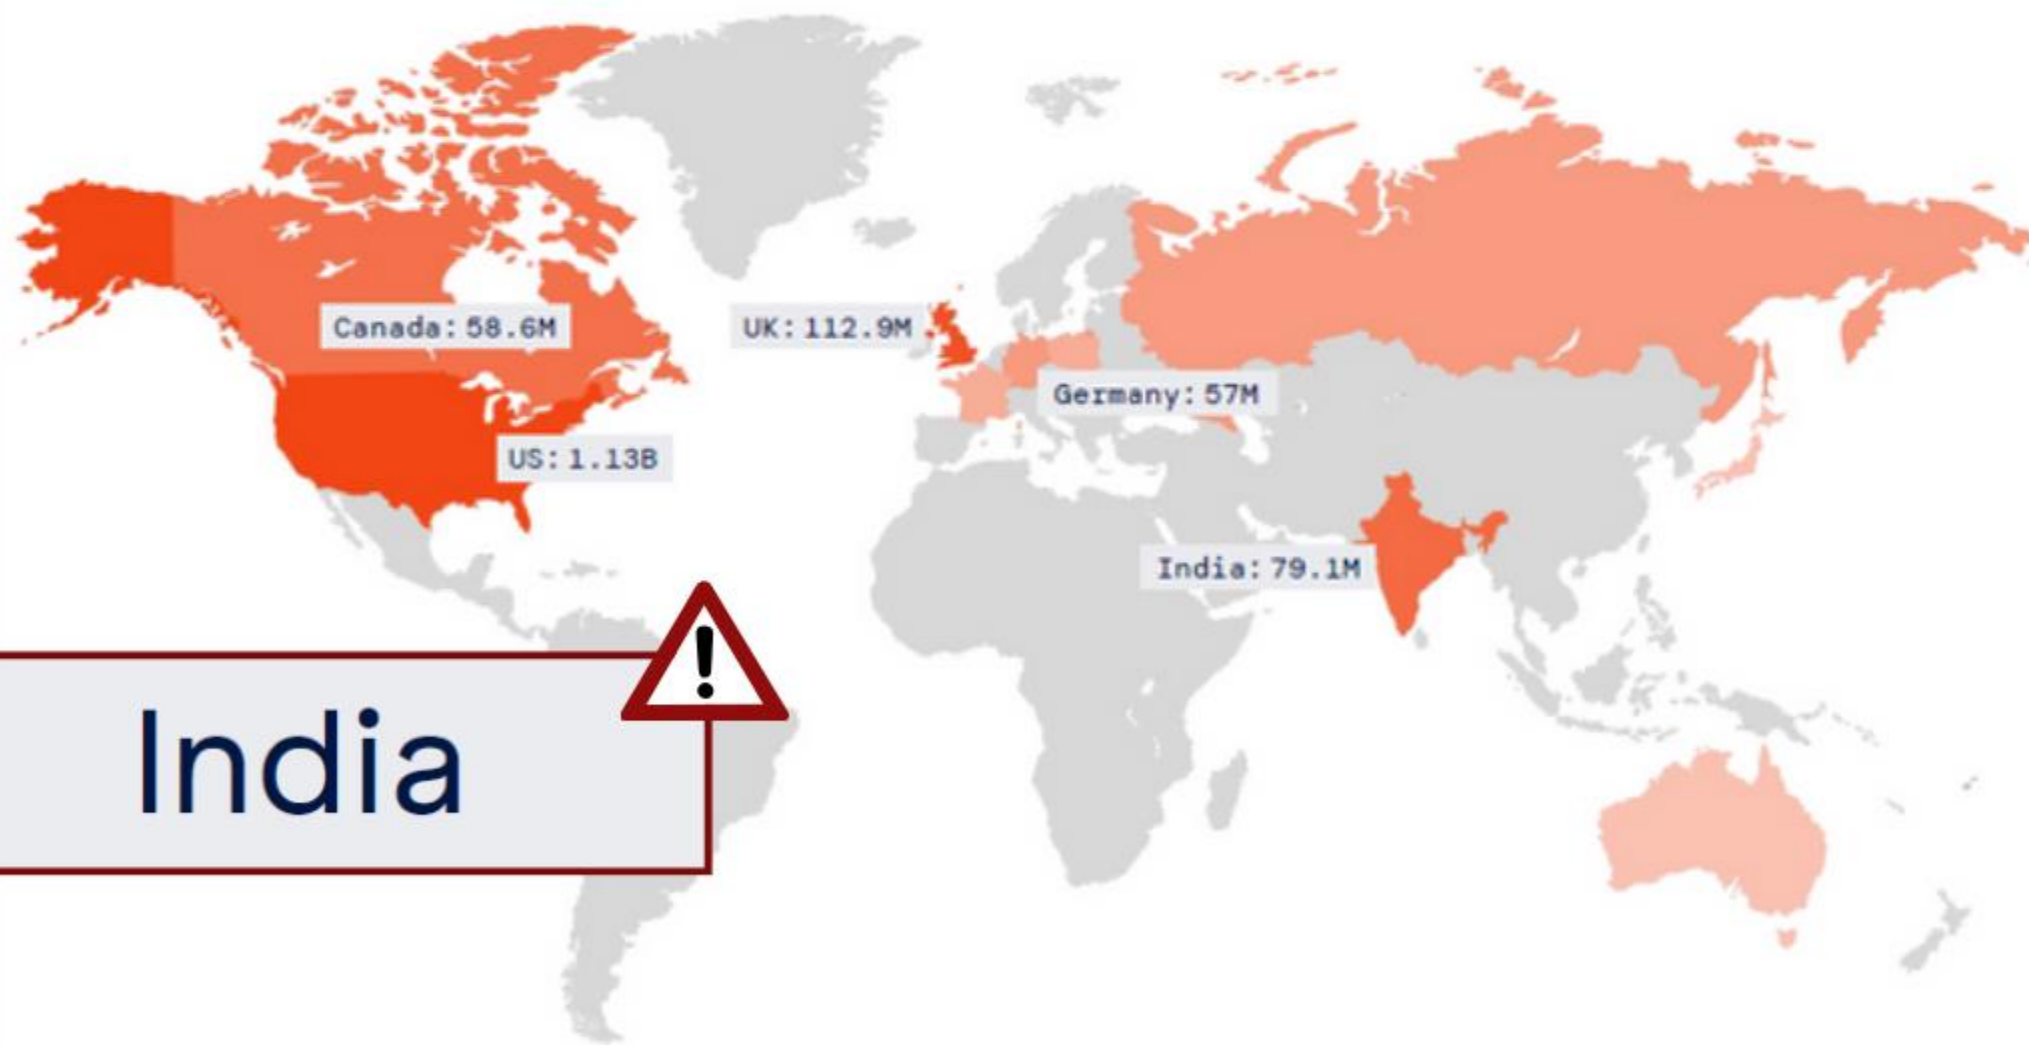 Canada: 58.6M
UK: 112.9M
Germany: 57M
US: 1.13B
India: 79.1M
!
India